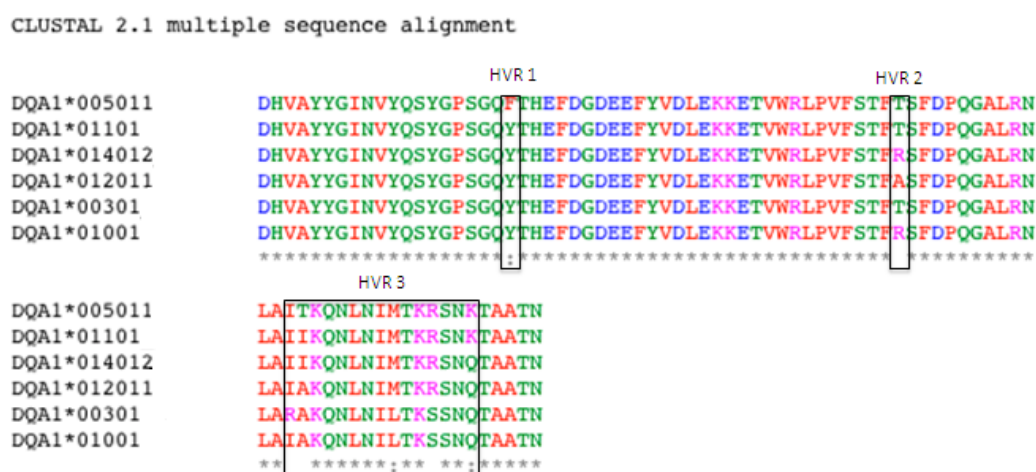 CLUSTAL 2.1 multiple sequence alignment
HVR 1 HVR 2
DQA1*005011 DHVAYYGINVYQSYGPSGQFTHEFDGDEEFYVDLEKKETVWRLPVFSTFTSFDPQGALRN
DQA1*01101 DHVAYYGINVYQSYGPSGQYTHEFDGDEEFYVDLEKKETVWRLPVFSTFTSFDPQGALRN
DQA1*014012 DHVAYYGINVYQSYGPSGQYTHEFDGDEEFYVDLEKKETVWRLPVFSTFRSFDPQGALRN
DQA1*012011 DHVAYYGINVYQSYGPSGQYTHEFDGDEEFYVDLEKKETVWRLPVFSTFASFDPQGALRN
DQA1*00301 DHVAYYGINVYQSYGPSGQYTHEFDGDEEFYVDLEKKETVWRLPVFSTFTSFDPQGALRN
DQA1*01001 DHVAYYGINVYQSYGPSGQYTHEFDGDEEFYVDLEKKETVWRLPVFSTFRSFDPQGALRN
*******************:***************************** **********
HVR 3
DQA1*005011 LAITKQNLNIMTKRSNKTAATN
DQA1*01101 LAIIKQNLNIMTKRSNKTAATN
DQA1*014012 LAIIKQNLNIMTKRSNQTAATN
DQA1*012011 LAIAKQNLNIMTKRSNQTAATN
DQA1*00301 LARAKQNLNILTKSSNQTAATN
DQA1*01001 LAIAKQNLNILTKSSNQTAATN
**  ******:** **:*****